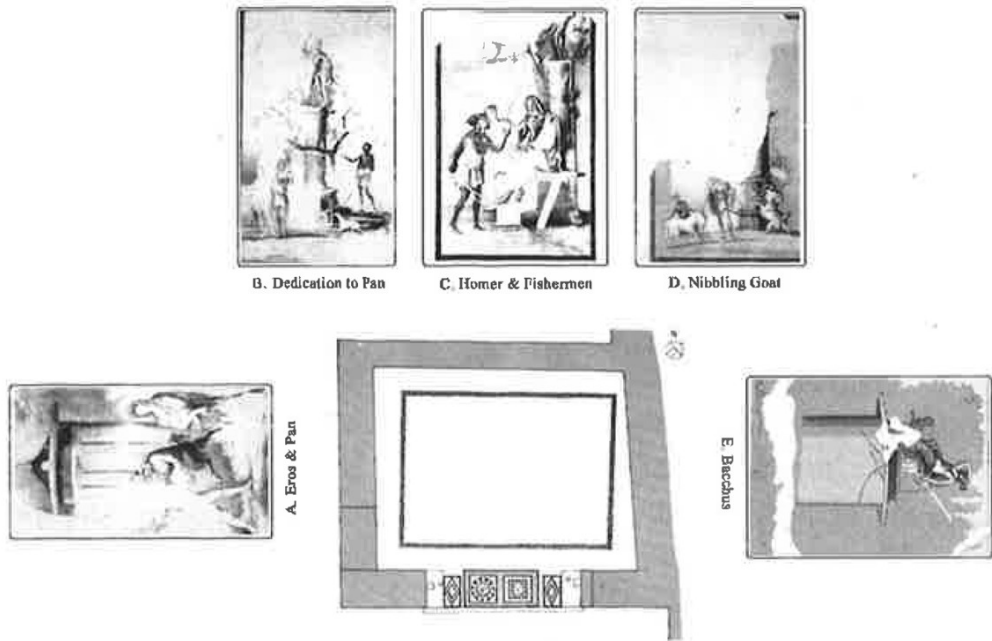 B. Dedication to Pan
C. Homer & Fishermen
D. Nibbling Goat
A. Eros & Pan
E. Bacchus
N